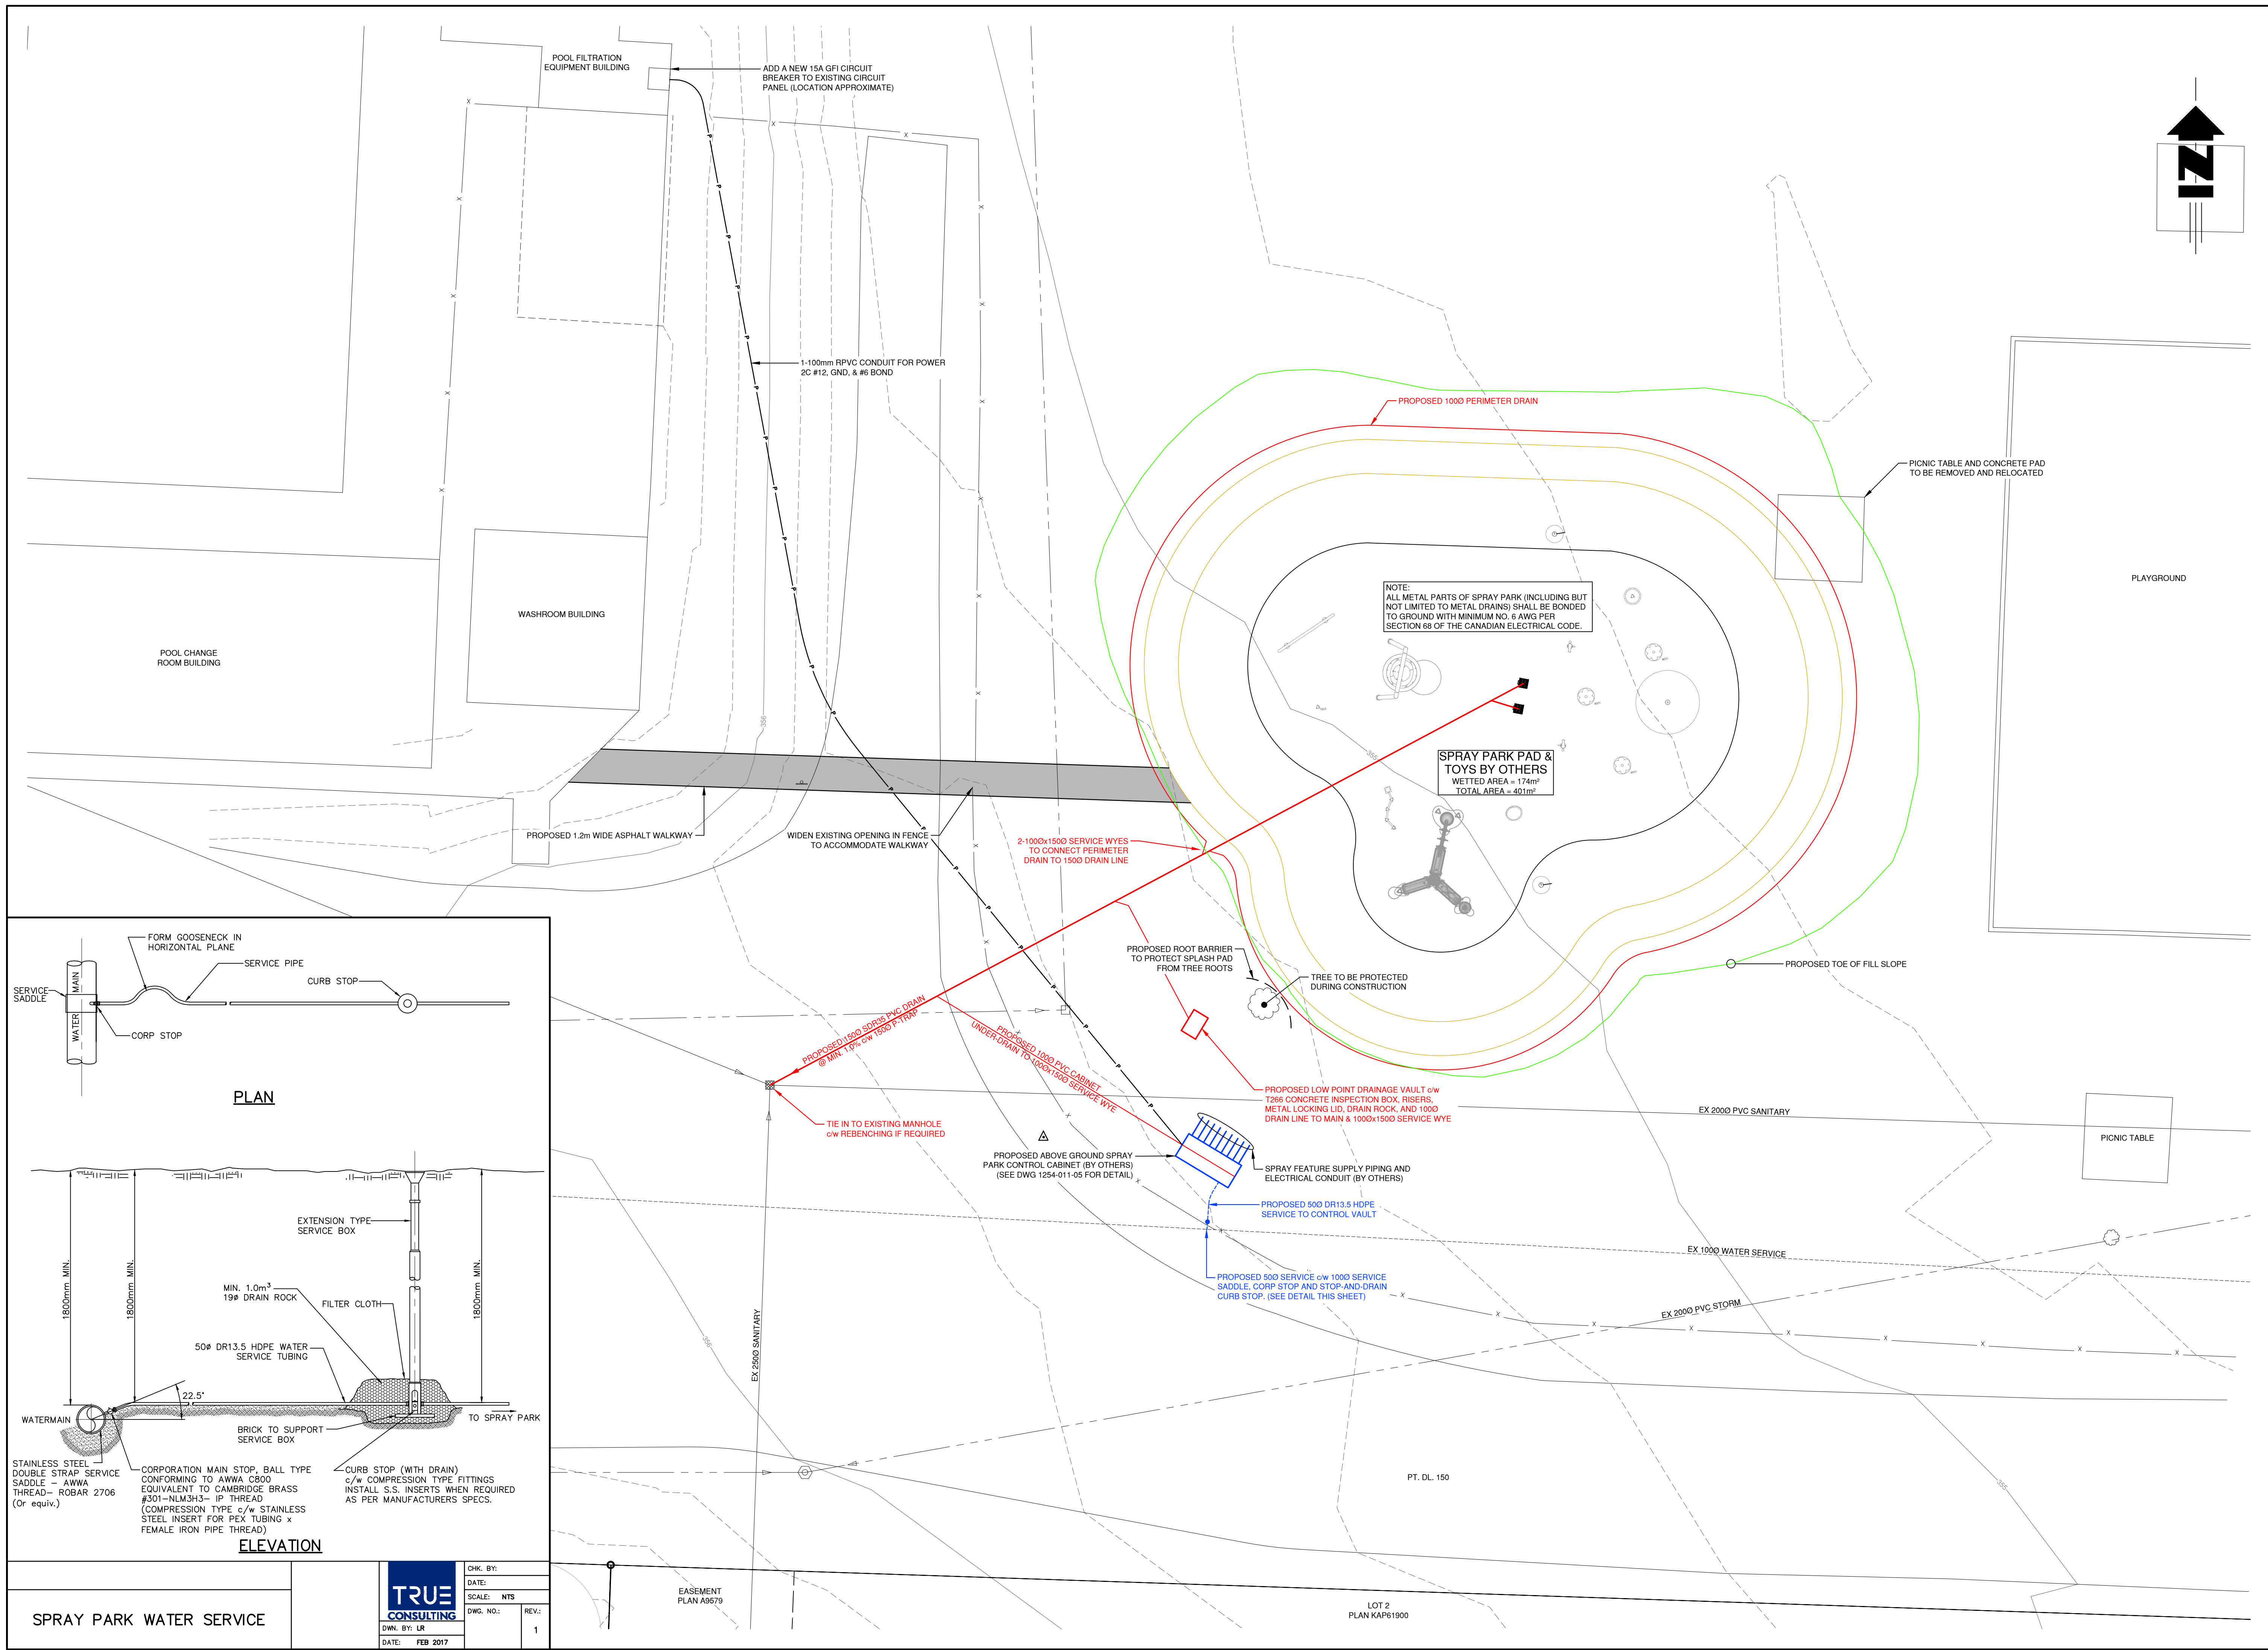 POOL FILTRATION
EQUIPMENT BUILDING
ADD A NEW 15A GFI CIRCUIT
BREAKER TO EXISTING CIRCUIT
PANEL (LOCATION APPROXIMATE)
N
1-100mm RPVC CONDUIT FOR POWER
2C #12, GND, & #6 BOND
PROPOSED 100Ø PERIMETER DRAIN
PICNIC TABLE AND CONCRETE PAD
TO BE REMOVED AND RELOCATED
PLAYGROUND
NOTE:
ALL METAL PARTS OF SPRAY PARK (INCLUDING BUT
NOT LIMITED TO METAL DRAINS) SHALL BE BONDED
TO GROUND WITH MINIMUM NO. 6 AWG PER
SECTION 68 OF THE CANADIAN ELECTRICAL CODE.
WASHROOM BUILDING
POOL CHANGE
ROOM BUILDING
356
355
SPRAY PARK PAD &
TOYS BY OTHERS
WETTED AREA = 174m²
TOTAL AREA = 401m²
PROPOSED 1.2m WIDE ASPHALT WALKWAY
WIDEN EXISTING OPENING IN FENCE
TO ACCOMMODATE WALKWAY
2-100Øx150Ø SERVICE WYES
TO CONNECT PERIMETER
DRAIN TO 150Ø DRAIN LINE
PROPOSED ROOT BARRIER
TO PROTECT SPLASH PAD
FROM TREE ROOTS
TREE TO BE PROTECTED
DURING CONSTRUCTION
PROPOSED TOE OF FILL SLOPE
PROPOSED 150Ø SDR35 PVC DRAIN
@ MIN. 1.0% c/w 150Ø P-TRAP
PROPOSED 100Ø PVC CABINET
UNDER-DRAIN TO 100Øx150Ø SERVICE WYE
TIE IN TO EXISTING MANHOLE
c/w REBENCHING IF REQUIRED
PROPOSED LOW POINT DRAINAGE VAULT c/w
T266 CONCRETE INSPECTION BOX, RISERS,
METAL LOCKING LID, DRAIN ROCK, AND 100Ø
DRAIN LINE TO MAIN & 100Øx150Ø SERVICE WYE
EX 200Ø PVC SANITARY
PICNIC TABLE
PROPOSED ABOVE GROUND SPRAY
PARK CONTROL CABINET (BY OTHERS)
(SEE DWG 1254-011-05 FOR DETAIL)
SPRAY FEATURE SUPPLY PIPING AND
ELECTRICAL CONDUIT (BY OTHERS)
PROPOSED 50Ø DR13.5 HDPE
SERVICE TO CONTROL VAULT
EX 100Ø WATER SERVICE
PROPOSED 50Ø SERVICE c/w 100Ø SERVICE
SADDLE, CORP STOP AND STOP-AND-DRAIN
CURB STOP. (SEE DETAIL THIS SHEET)
EX 200Ø PVC STORM
EX 250Ø SANITARY
356
355
PT. DL. 150
EASEMENT
PLAN A9579
LOT 2
PLAN KAP61900
FORM GOOSENECK IN
HORIZONTAL PLANE
SERVICE PIPE
CURB STOP
SERVICE
SADDLE
WATER MAIN
CORP STOP
PLAN
1800mm MIN.
1800mm MIN.
1800mm MIN.
EXTENSION TYPE
SERVICE BOX
MIN. 1.0m³
19ø DRAIN ROCK
FILTER CLOTH
50ø DR13.5 HDPE WATER
SERVICE TUBING
22.5°
WATERMAIN
TO SPRAY PARK
BRICK TO SUPPORT
SERVICE BOX
STAINLESS STEEL
DOUBLE STRAP SERVICE
SADDLE – AWWA
THREAD– ROBAR 2706
(Or equiv.)
CORPORATION MAIN STOP, BALL TYPE
CONFORMING TO AWWA C800
EQUIVALENT TO CAMBRIDGE BRASS
#301–NLM3H3– IP THREAD
(COMPRESSION TYPE c/w STAINLESS
STEEL INSERT FOR PEX TUBING x
FEMALE IRON PIPE THREAD)
CURB STOP (WITH DRAIN)
c/w COMPRESSION TYPE FITTINGS
INSTALL S.S. INSERTS WHEN REQUIRED
AS PER MANUFACTURERS SPECS.
ELEVATION
SPRAY PARK WATER SERVICE
TRUE
CONSULTING
DWN. BY: LR
DATE: FEB 2017
CHK. BY:
DATE:
SCALE: NTS
DWG. NO.:
REV.:
1